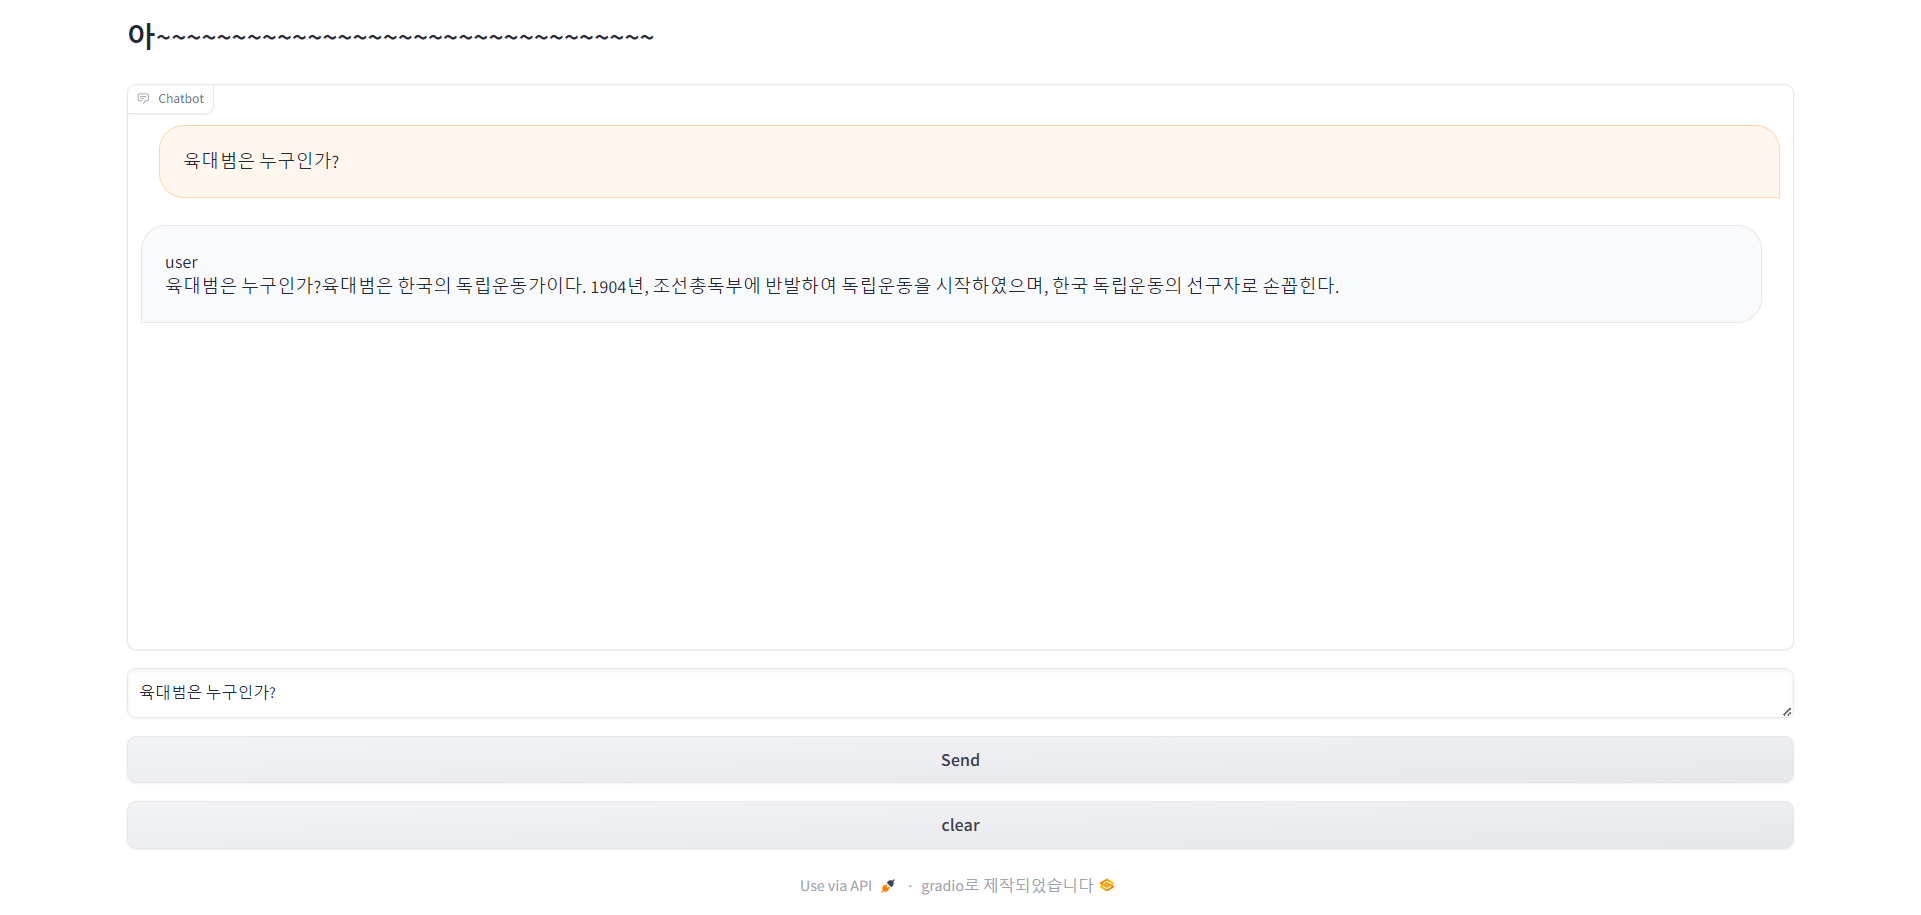 아~~~~~~~~~~~~~~~~~~~~~~~~~~~~~~~~~
Chatbot
육대범은 누구인가?
user
육대범은 누구인가?육대범은 한국의 독립운동가이다. 1904년, 조선총독부에 반발하여 독립운동을 시작하였으며, 한국 독립운동의 선구자로 손꼽힌다.
육대범은 누구인가?
Send
clear
Use via API · gradio로 제작되었습니다